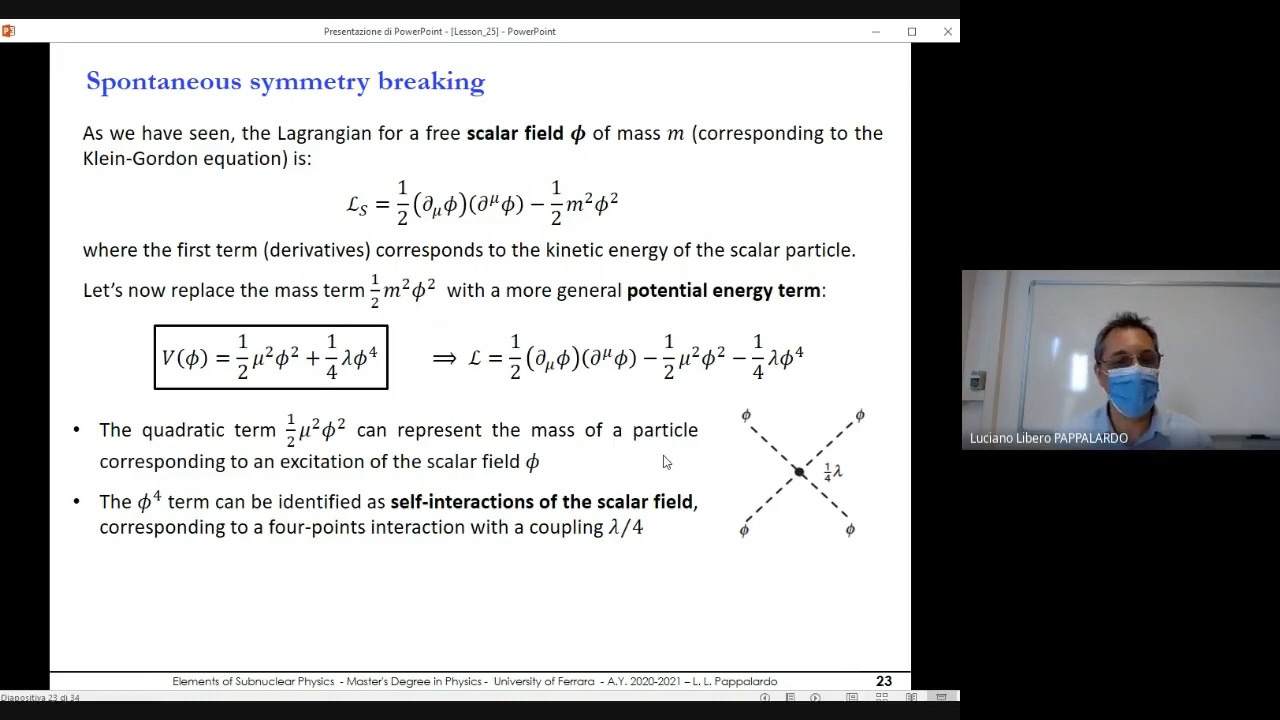 Presentazione di PowerPoint - [Lesson_25] - PowerPoint
Spontaneous symmetry breaking
As we have seen, the Lagrangian for a free scalar field ϕ of mass m (corresponding to the
Klein-Gordon equation) is:
ℒ_S = 1/2 (∂_μ ϕ)(∂^μ ϕ) − 1/2 m²ϕ²
where the first term (derivatives) corresponds to the kinetic energy of the scalar particle.
Let's now replace the mass term 1/2 m²ϕ² with a more general potential energy term:
V(ϕ) = 1/2 μ²ϕ² + 1/4 λϕ⁴ ⟹ ℒ = 1/2 (∂_μ ϕ)(∂^μ ϕ) − 1/2 μ²ϕ² − 1/4 λϕ⁴
• The quadratic term 1/2 μ²ϕ² can represent the mass of a particle
corresponding to an excitation of the scalar field ϕ
• The ϕ⁴ term can be identified as self-interactions of the scalar field,
corresponding to a four-points interaction with a coupling λ/4
ϕ ϕ
1/4 λ
ϕ ϕ
Elements of Subnuclear Physics - Master's Degree in Physics - University of Ferrara - A.Y. 2020-2021 – L. L. Pappalardo 23
Diapositiva 23 di 34
Luciano Libero PAPPALARDO